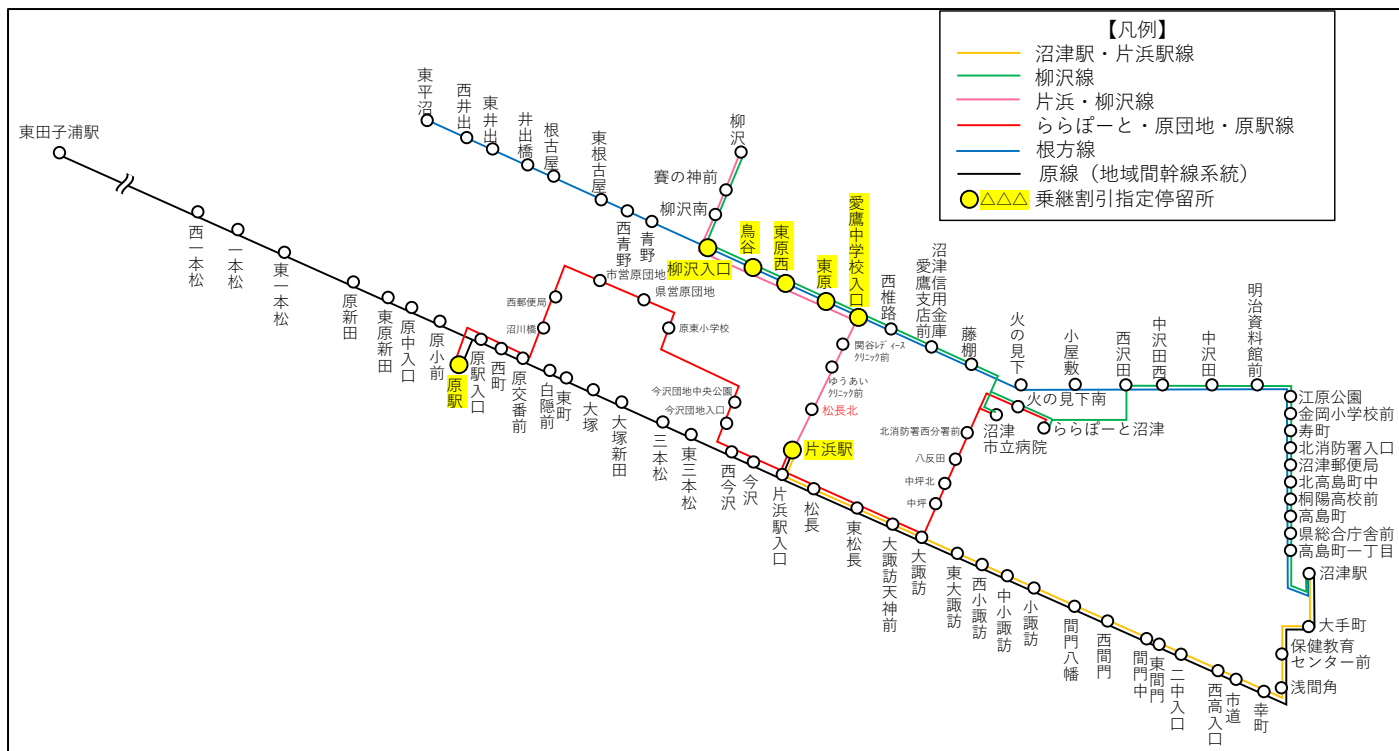 【凡例】
沼津駅・片浜駅線
柳沢線
片浜・柳沢線
ららぽーと・原団地・原駅線
根方線
原線（地域間幹線系統）
△△△ 乗継割引指定停留所
東平沼
西井出
東井出
井出橋
根古屋
東根古屋
西青野
青野
柳沢
賽の神前
柳沢南
柳沢入口
鳥谷
東原西
東原
愛鷹中学校入口
西椎路
沼津信用金庫
愛鷹支店前
藤棚
火の見下
小屋敷
西沢田
中沢田西
中沢田
明治資料館前
江原公園
金岡小学校前
寿町
北消防署入口
沼津郵便局
北高島町中
桐陽高校前
高島町
県総合庁舎前
高島町一丁目
沼津駅
大手町
保健教育
センター前
浅間角
東田子浦駅
西一本松
一本松
東一本松
原新田
東原新田
原中入口
原小前
原駅
原駅入口
西町
原交番前
白隠前
東町
大塚
大塚新田
三本松
東三本松
西今沢
今沢
片浜駅入口
松長
東松長
大諏訪天神前
大諏訪
東大諏訪
西小諏訪
中小諏訪
小諏訪
間門八幡
西間門
間門中
東間門
二中入口
西高入口
市道
幸町
沼川橋
西郵便局
市営原団地
県営原団地
原東小学校
今沢団地中央公園
今沢団地入口
片浜駅
松長北
ゆうあい
クリニック前
関谷レディース
クリニック前
中坪
中坪北
八反田
北消防署西分署前
沼津
市立病院
火の見下南
ららぽーと沼津